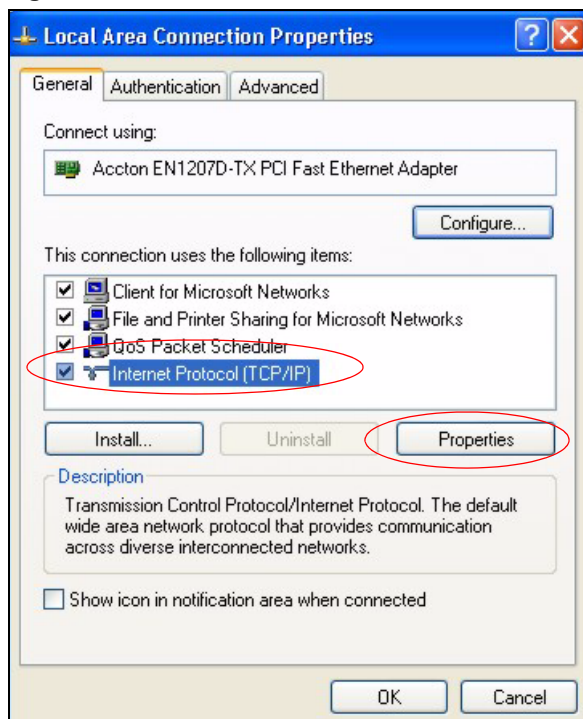 Local Area Connection Properties
General Authentication Advanced
Connect using:
Accton EN1207D-TX PCI Fast Ethernet Adapter
Configure...
This connection uses the following items:
Client for Microsoft Networks
File and Printer Sharing for Microsoft Networks
QoS Packet Scheduler
Internet Protocol (TCP/IP)
Install... Uninstall Properties
Description
Transmission Control Protocol/Internet Protocol. The default
wide area network protocol that provides communication
across diverse interconnected networks.
Show icon in notification area when connected
OK Cancel